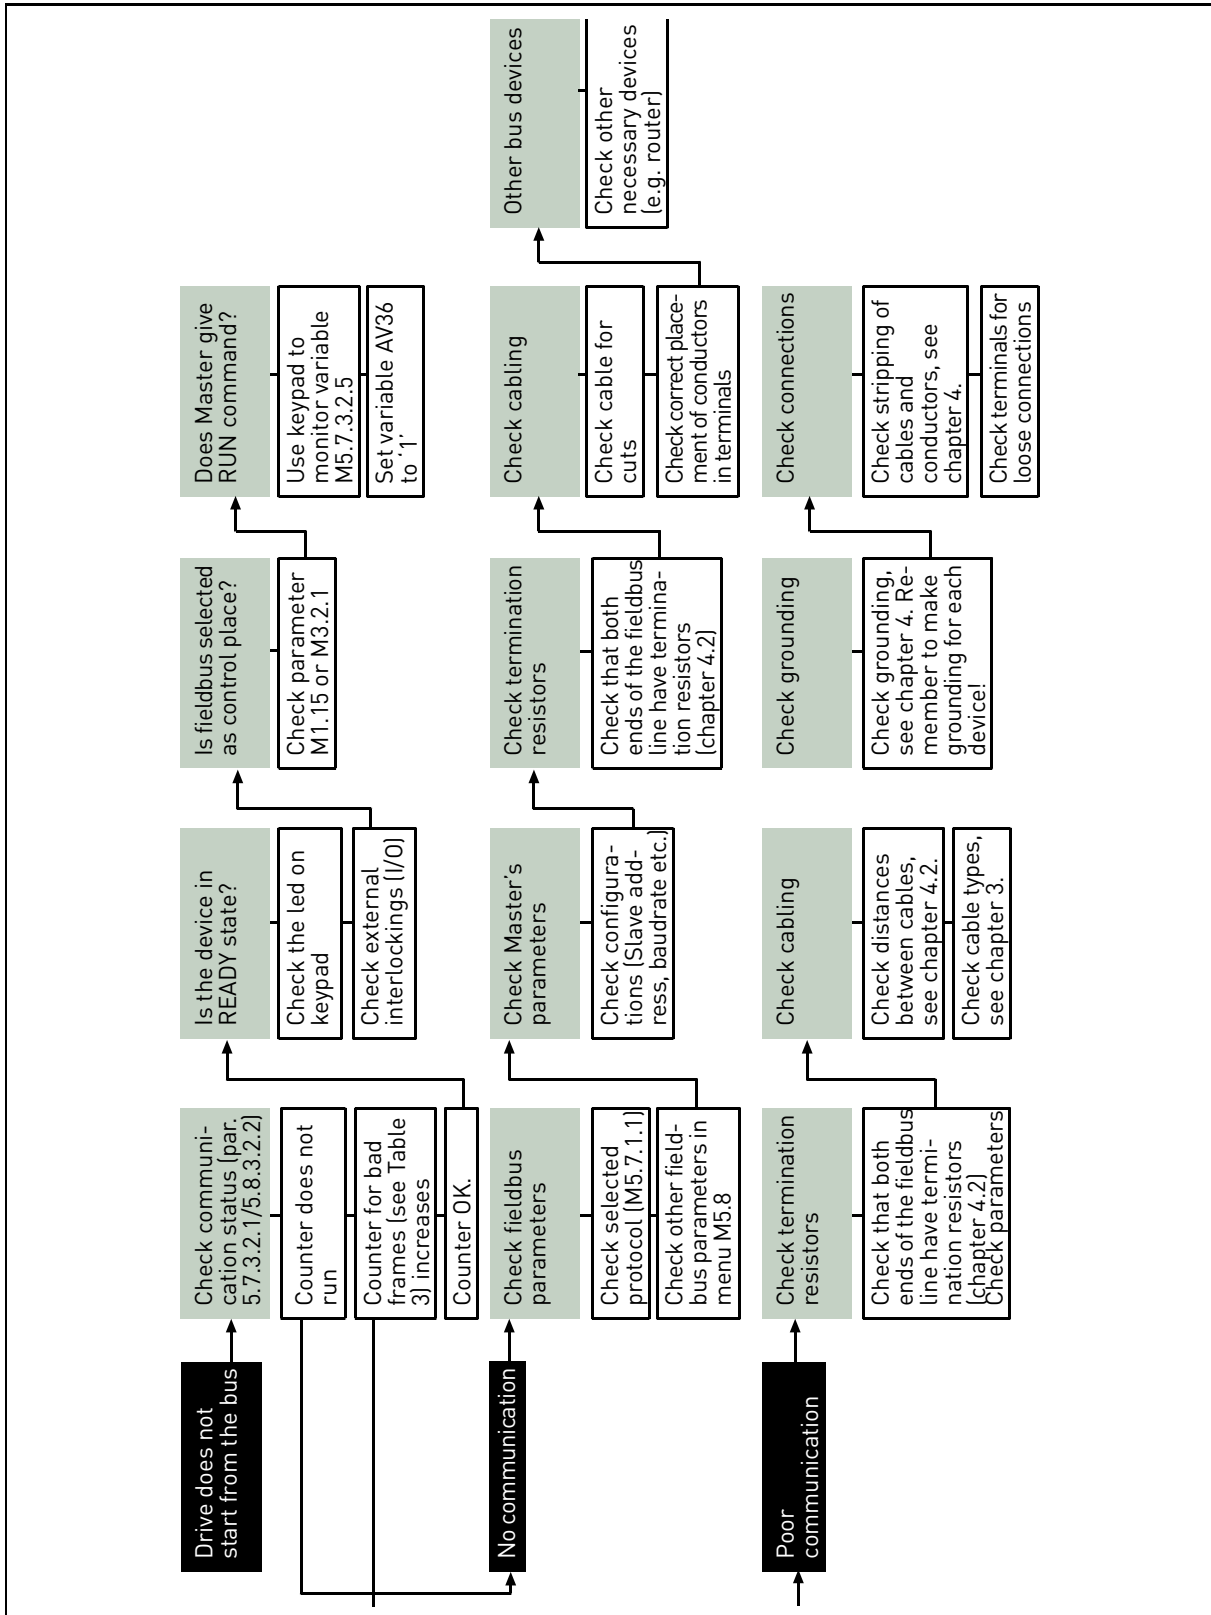 Drive does not
start from the bus
Check communi-
cation status (par.
5.7.3.2.1/5.8.3.2.2)
Counter does not
run
Counter for bad
frames (see Table
3) increases
Counter OK.
Is the device in
READY state?
Check the led on
keypad
Check external
interlockings (I/O)
Is fieldbus selected
as control place?
Check parameter
M1.15 or M3.2.1
Does Master give
RUN command?
Use keypad to
monitor variable
M5.7.3.2.5
Set variable AV36
to ‘1’
No communication
Check fieldbus
parameters
Check selected
protocol (M5.7.1.1)
Check other field-
bus parameters in
menu M5.8
Check Master’s
parameters
Check configura-
tions (Slave add-
ress, baudrate etc.)
Check termination
resistors
Check that both
ends of the fieldbus
line have termina-
tion resistors
(chapter 4.2)
Check cabling
Check cable for
cuts
Check correct place-
ment of conductors
in terminals
Other bus devices
Check other
necessary devices
(e.g. router)
Poor
communication
Check termination
resistors
Check that both
ends of the fieldbus
line have termi-
nation resistors
(chapter 4.2)
Check parameters
Check cabling
Check distances
between cables,
see chapter 4.2.
Check cable types,
see chapter 3.
Check grounding
Check grounding,
see chapter 4. Re-
member to make
grounding for each
device!
Check connections
Check stripping of
cables and
conductors, see
chapter 4.
Check terminals for
loose connections